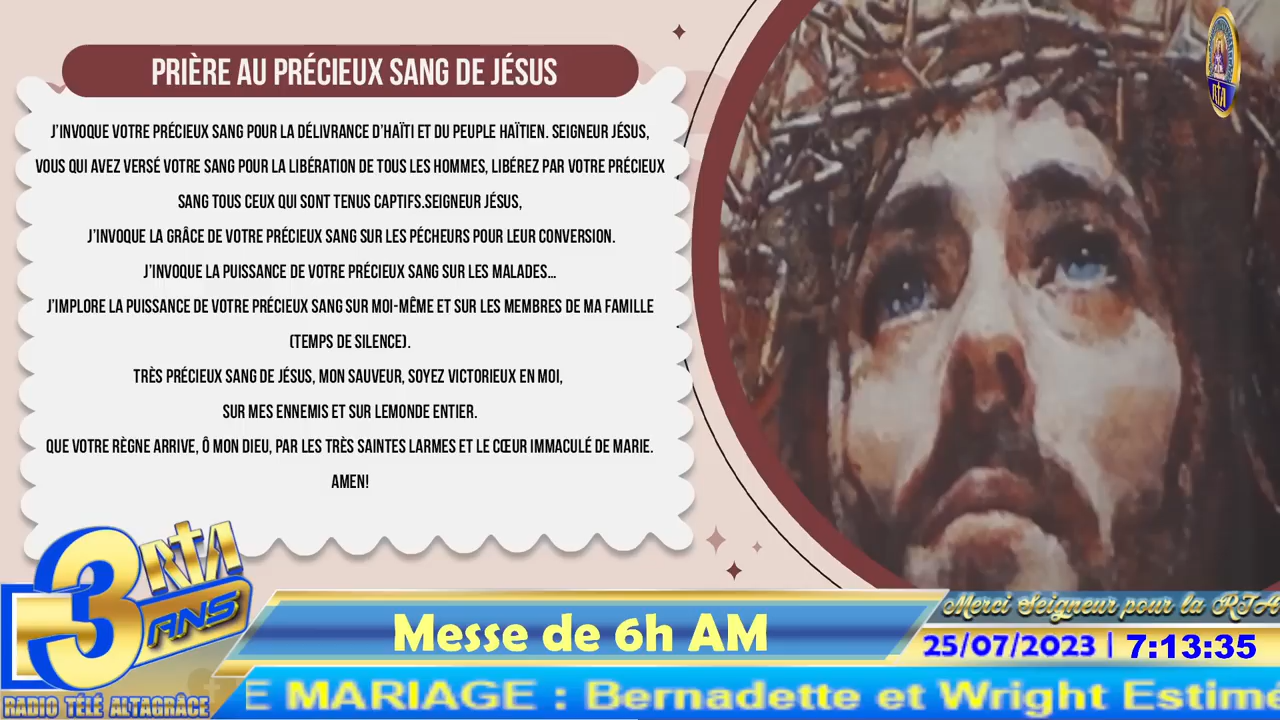 PRIÈRE AU PRÉCIEUX SANG DE JÉSUS
J'INVOQUE VOTRE PRÉCIEUX SANG POUR LA DÉLIVRANCE D'HAÏTI ET DU PEUPLE HAÏTIEN. SEIGNEUR JÉSUS,
VOUS QUI AVEZ VERSÉ VOTRE SANG POUR LA LIBÉRATION DE TOUS LES HOMMES, LIBÉREZ PAR VOTRE PRÉCIEUX
SANG TOUS CEUX QUI SONT TENUS CAPTIFS.SEIGNEUR JÉSUS,
J'INVOQUE LA GRÂCE DE VOTRE PRÉCIEUX SANG SUR LES PÉCHEURS POUR LEUR CONVERSION.
J'INVOQUE LA PUISSANCE DE VOTRE PRÉCIEUX SANG SUR LES MALADES...
J'IMPLORE LA PUISSANCE DE VOTRE PRÉCIEUX SANG SUR MOI-MÊME ET SUR LES MEMBRES DE MA FAMILLE
(TEMPS DE SILENCE).
TRÈS PRÉCIEUX SANG DE JÉSUS, MON SAUVEUR, SOYEZ VICTORIEUX EN MOI,
SUR MES ENNEMIS ET SUR LEMONDE ENTIER.
QUE VOTRE RÈGNE ARRIVE, Ô MON DIEU, PAR LES TRÈS SAINTES LARMES ET LE CŒUR IMMACULÉ DE MARIE.
AMEN!
RTA
3 ANS
RTA
RADIO TÉLÉ ALTAGRÂCE
Messe de 6h AM
Merci Seigneur pour la RTA
25/07/2023 | 7:13:35
E MARIAGE : Bernadette et Wright Estimé